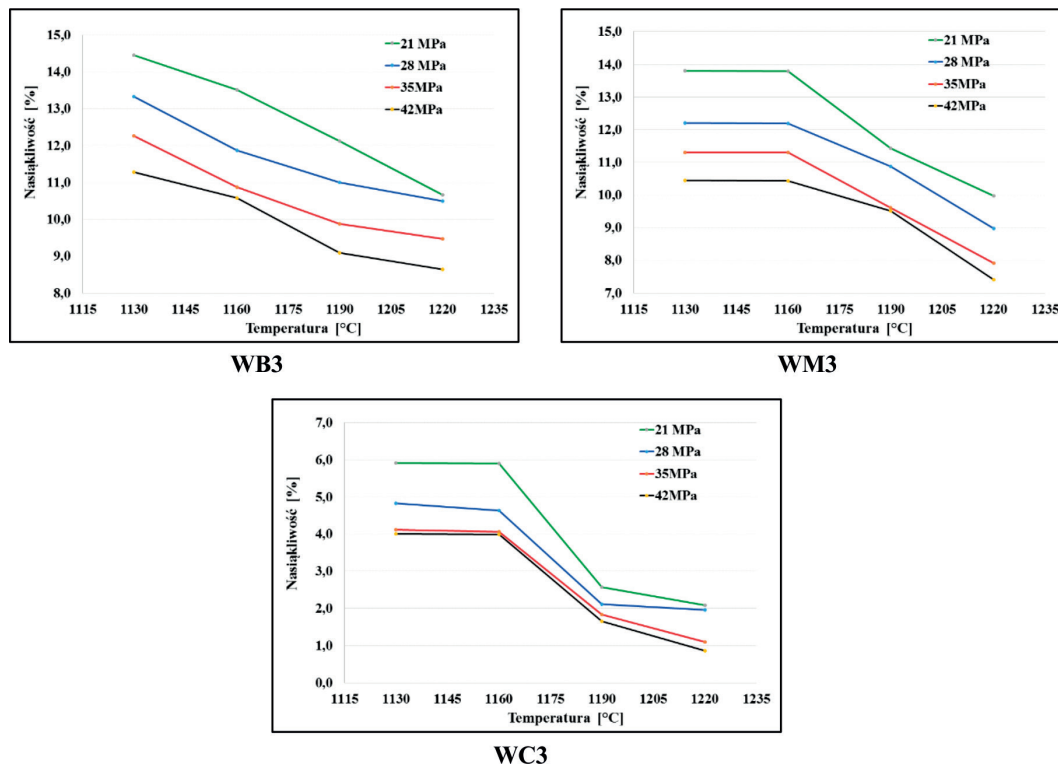 15,0
14,0
13,0
12,0
11,0
10,0
9,0
8,0
Nasiąkliwość [%]
21 MPa
28 MPa
35MPa
42MPa
1115 1130 1145 1160 1175 1190 1205 1220 1235
Temperatura [°C]
WB3
15,0
14,0
13,0
12,0
11,0
10,0
9,0
8,0
7,0
Nasiąkliwość [%]
21 MPa
28 MPa
35MPa
42MPa
1115 1130 1145 1160 1175 1190 1205 1220 1235
Temperatura [°C]
WM3
7,0
6,0
5,0
4,0
3,0
2,0
1,0
0,0
Nasiąkliwość [%]
21 MPa
28 MPa
35MPa
42MPa
1115 1130 1145 1160 1175 1190 1205 1220 1235
Temperatura [°C]
WC3